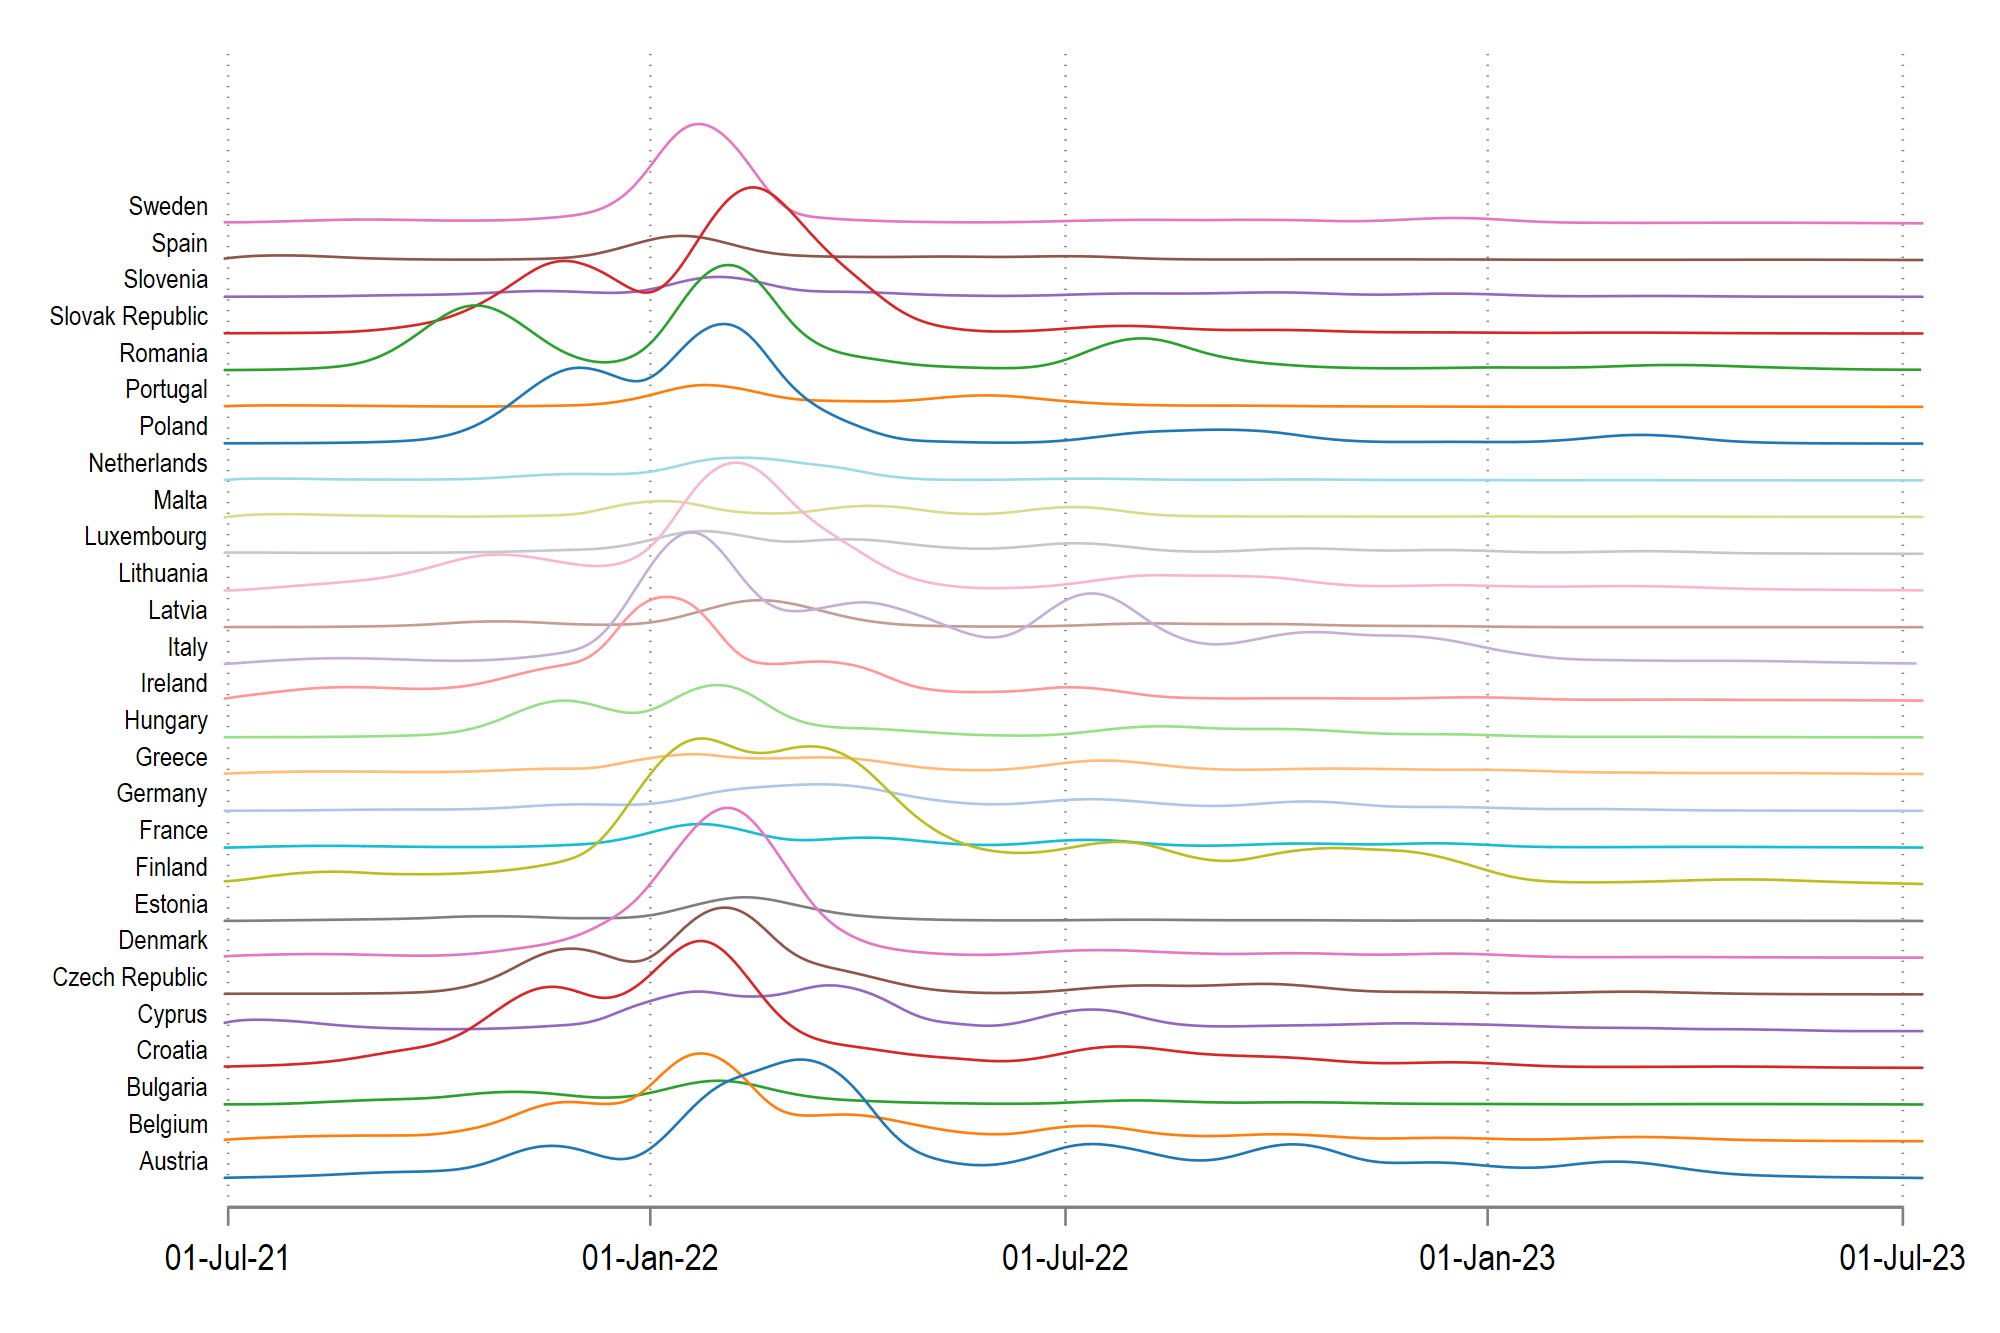 Sweden
Spain
Slovenia
Slovak Republic
Romania
Portugal
Poland
Netherlands
Malta
Luxembourg
Lithuania
Latvia
Italy
Ireland
Hungary
Greece
Germany
France
Finland
Estonia
Denmark
Czech Republic
Cyprus
Croatia
Bulgaria
Belgium
Austria
01-Jul-21 01-Jan-22 01-Jul-22 01-Jan-23 01-Jul-23